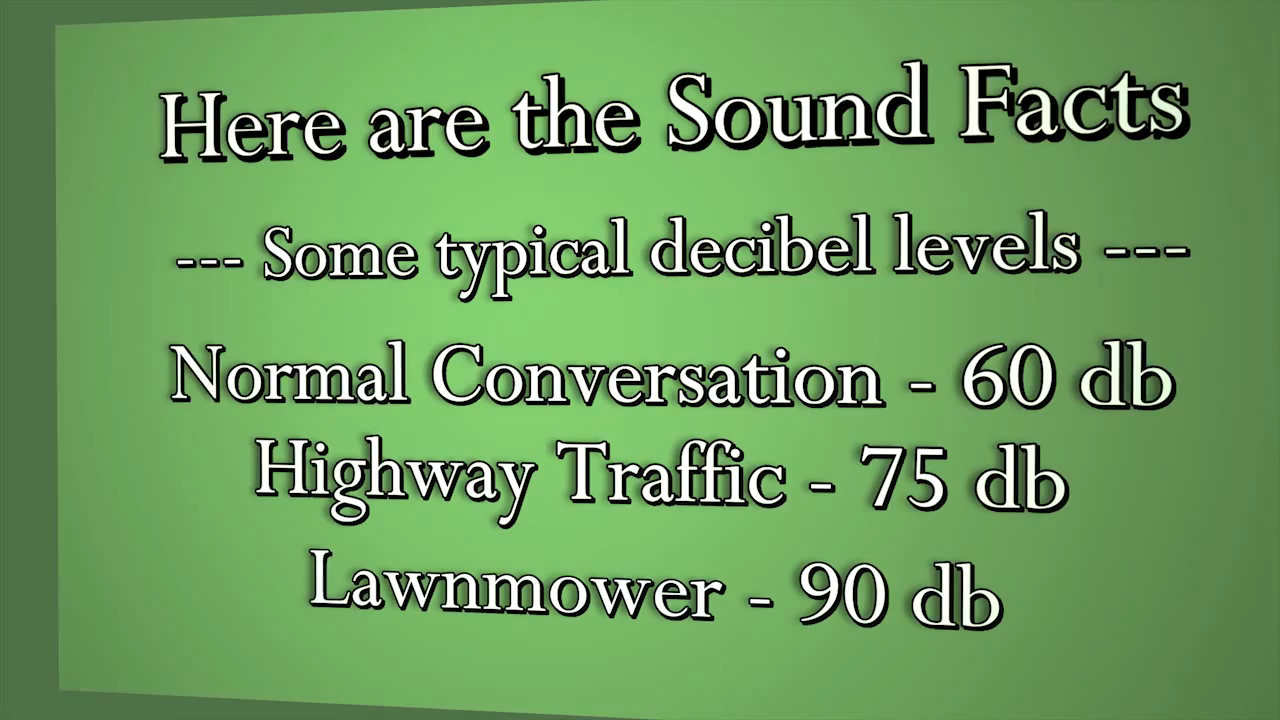 Here are the Sound Facts
--- Some typical decibel levels ---
Normal Conversation - 60 db
Highway Traffic - 75 db
Lawnmower - 90 db